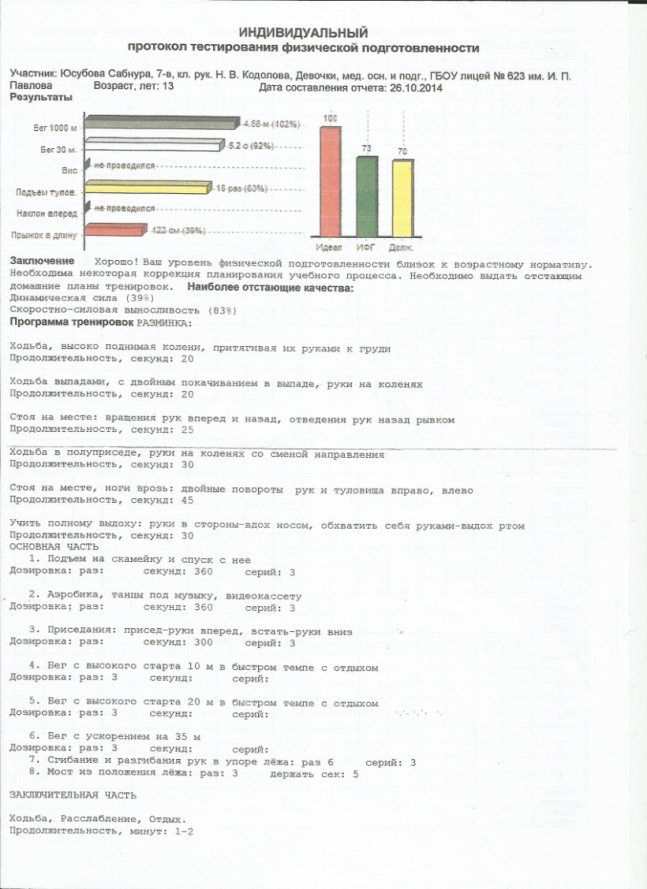 ИНДИВИДУАЛЬНЫЙ
протокол тестирования физической подготовленности
Участник: Юсубова Сабнура, 7-в, кл. рук. Н. В. Кодолова, Девочки, мед. осн. и подг., ГБОУ лицей № 623 им. И. П.
Павлова Возраст, лет: 13 Дата составления отчета: 26.10.2014
Результаты
Бег 1000 м 4.58 м (102%)
Бег 30 м. 5.2 с (92%)
Вис не проводился
Подъем тулов. 18 раз (83%)
Наклон вперед не проводился
Прыжок в длину 123 см (39%)
100
73
70
Идеал ИФГ Долж.
Заключение Хорошо! Ваш уровень физической подготовленности близок к возрастному нормативу.
Необходима некоторая коррекция планирования учебного процесса. Необходимо выдать отстающим
домашние планы тренировок. Наиболее отстающие качества:
Динамическая сила (39%)
Скоростно-силовая выносливость (83%)
Программа тренировок РАЗМИНКА:
Ходьба, высоко поднимая колени, притягивая их руками к груди
Продолжительность, секунд: 20
Ходьба выпадами, с двойным покачиванием в выпаде, руки на коленях
Продолжительность, секунд: 20
Стоя на месте: вращения рук вперед и назад, отведения рук назад рывком
Продолжительность, секунд: 25
Ходьба в полуприседе, руки на коленях со сменой направления
Продолжительность, секунд: 30
Стоя на месте, ноги врозь: двойные повороты рук и туловища вправо, влево
Продолжительность, секунд: 45
Учить полному выдоху: руки в стороны-вдох носом, обхватить себя руками-выдох ртом
Продолжительность, секунд: 30
ОСНОВНАЯ ЧАСТЬ
1. Подъем на скамейку и спуск с нее
Дозировка: раз: секунд: 360 серий: 3
2. Аэробика, танцы под музыку, видеокассету
Дозировка: раз: секунд: 360 серий: 3
3. Приседания: присед-руки вперед, встать-руки вниз
Дозировка: раз: секунд: 300 серий: 3
4. Бег с высокого старта 10 м в быстром темпе с отдыхом
Дозировка: раз: 3 секунд: серий:
5. Бег с высокого старта 20 м в быстром темпе с отдыхом
Дозировка: раз: 3 секунд: серий:
6. Бег с ускорением на 35 м
Дозировка: раз: 3 секунд: серий:
7. Сгибание и разгибания рук в упоре лёжа: раз 6 серий: 3
8. Мост из положения лёжа: раз: 3 держать сек: 5
ЗАКЛЮЧИТЕЛЬНАЯ ЧАСТЬ
Ходьба, Расслабление, Отдых.
Продолжительность, минут: 1-2